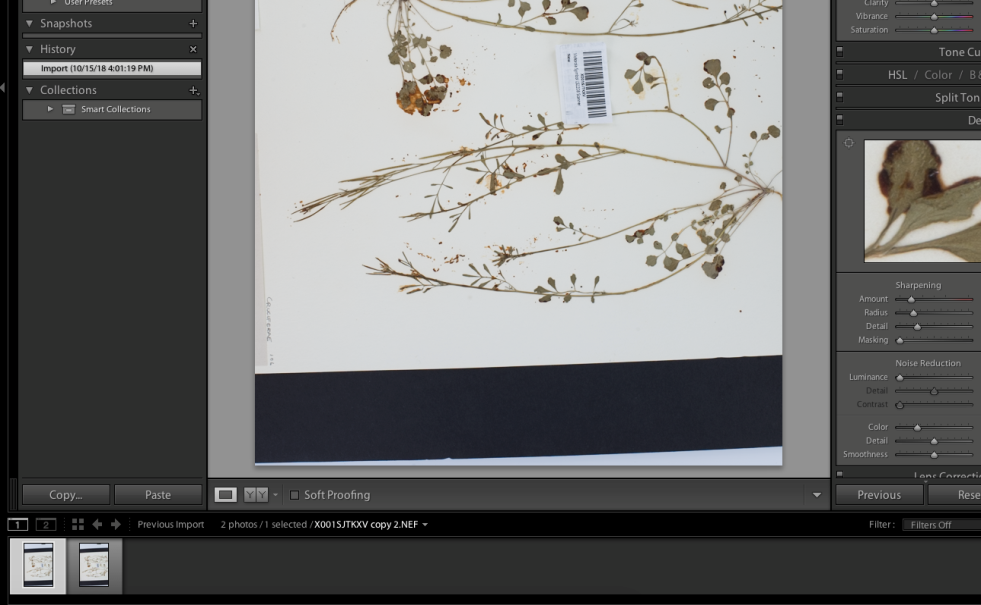 User Presets
Snapshots
History
Import (10/15/18 4:01:19 PM)
Collections
Smart Collections
Copy...
Paste
Soft Proofing
Clarity
Vibrance
Saturation
Tone Cu
HSL / Color / B&
Split Ton
De
Sharpening
Amount
Radius
Detail
Masking
Noise Reduction
Luminance
Detail
Contrast
Color
Detail
Smoothness
Lens Correcti
Previous
Rese
1 2 Previous Import 2 photos / 1 selected / X001SJTKXV copy 2.NEF
Filter : Filters Off